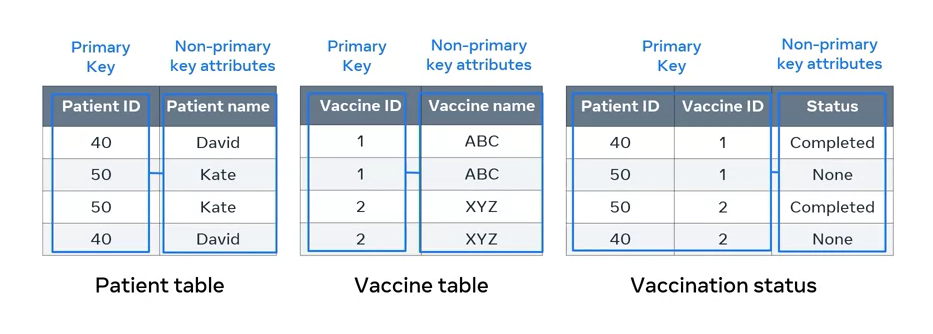 Primary
Key
Non-primary
key attributes
Primary
Key
Non-primary
key attributes
Primary
Key
Non-primary
key attributes
Patient ID Patient name
40 David
50 Kate
50 Kate
40 David
Patient table
Vaccine ID Vaccine name
1 ABC
1 ABC
2 XYZ
2 XYZ
Vaccine table
Patient ID Vaccine ID Status
40 1 Completed
50 1 None
50 2 Completed
40 2 None
Vaccination status